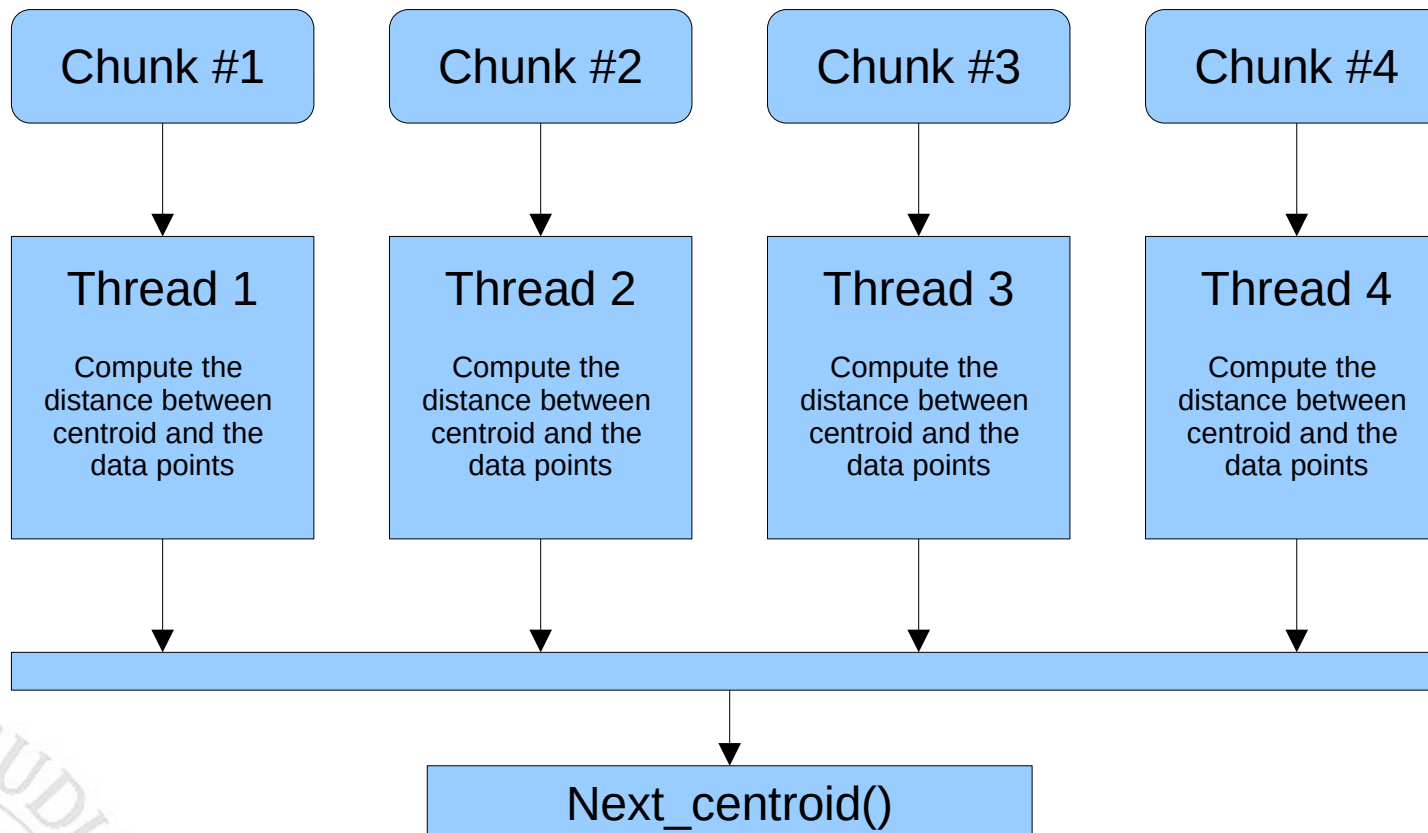 Chunk #1
Chunk #2
Chunk #3
Chunk #4
Thread 1
Compute the
distance between
centroid and the
data points
Thread 2
Compute the
distance between
centroid and the
data points
Thread 3
Compute the
distance between
centroid and the
data points
Thread 4
Compute the
distance between
centroid and the
data points
Next_centroid()